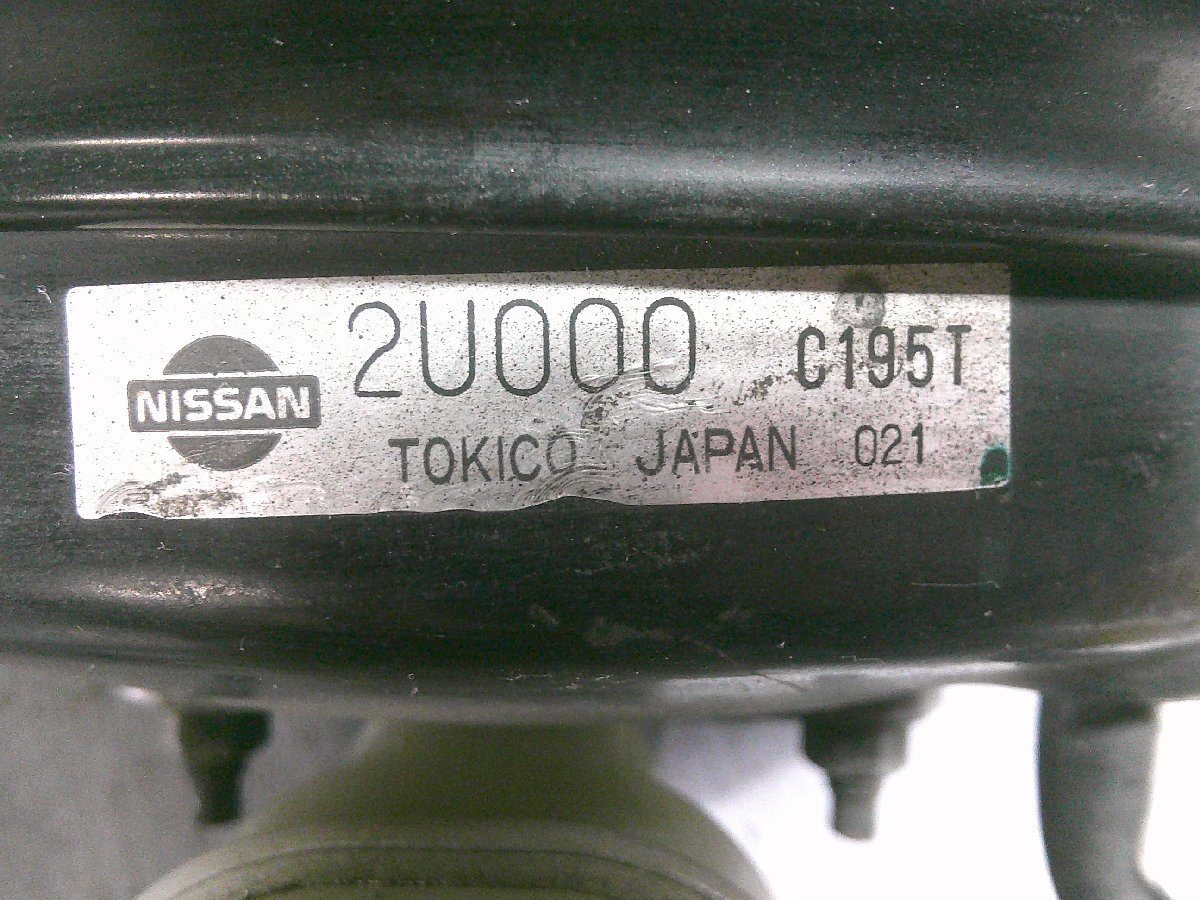 NISSAN 2U000 C195T
TOKICO JAPAN 021